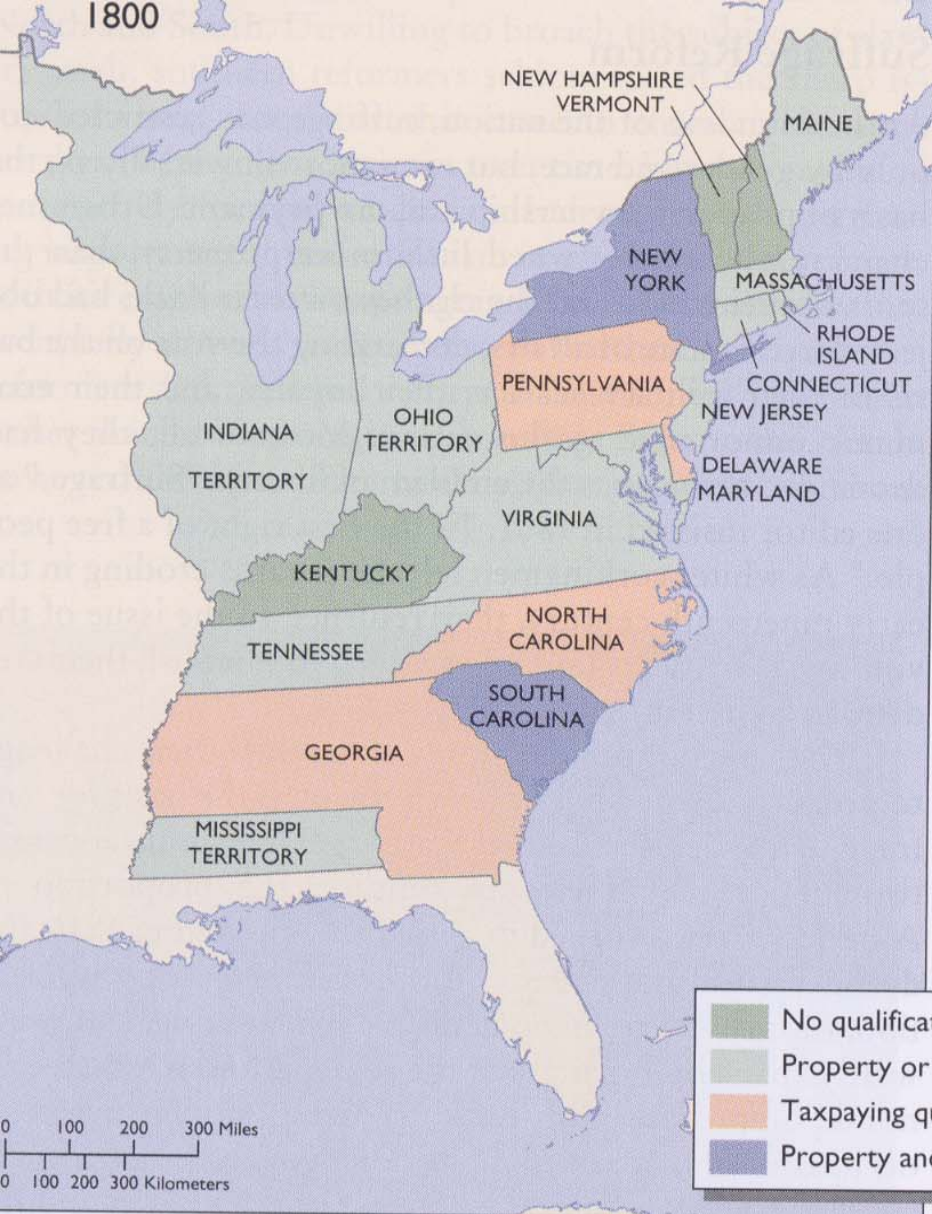 1800
NEW HAMPSHIRE
VERMONT
MAINE
NEW
YORK
MASSACHUSETTS
RHODE
ISLAND
CONNECTICUT
PENNSYLVANIA
NEW JERSEY
OHIO
TERRITORY
INDIANA
TERRITORY
DELAWARE
MARYLAND
VIRGINIA
KENTUCKY
NORTH
CAROLINA
TENNESSEE
SOUTH
CAROLINA
GEORGIA
MISSISSIPPI
TERRITORY
No qualificat
Property or
Taxpaying qu
Property and
0 100 200 300 Miles
0 100 200 300 Kilometers